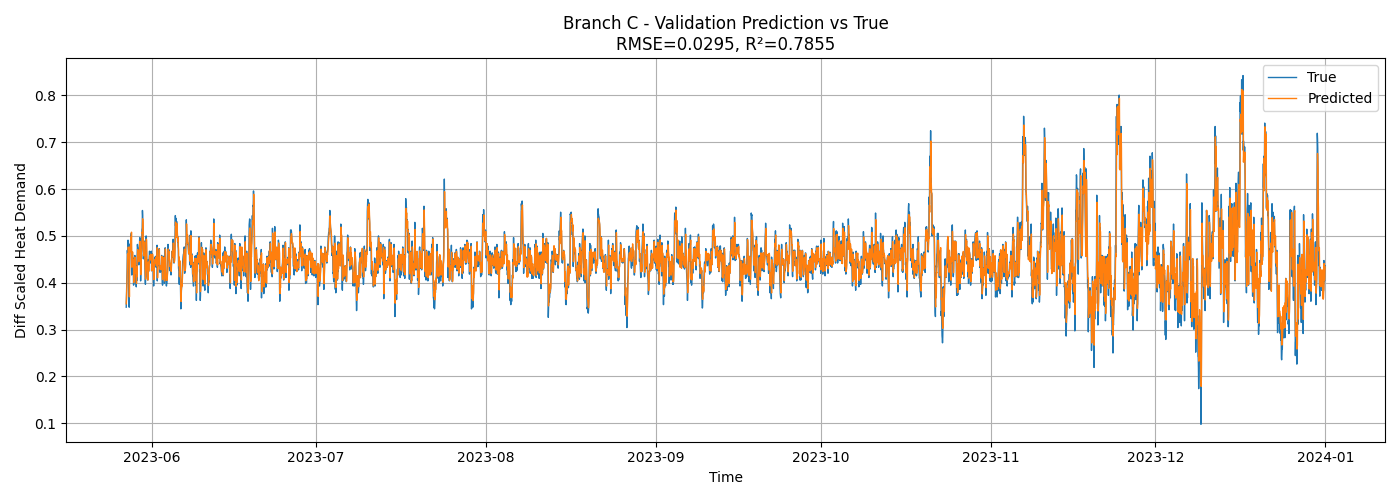 Branch C - Validation Prediction vs True
RMSE=0.0295, R²=0.7855
True
Predicted
Diff Scaled Heat Demand
0.8
0.7
0.6
0.5
0.4
0.3
0.2
0.1
2023-06 2023-07 2023-08 2023-09 2023-10 2023-11 2023-12 2024-01
Time